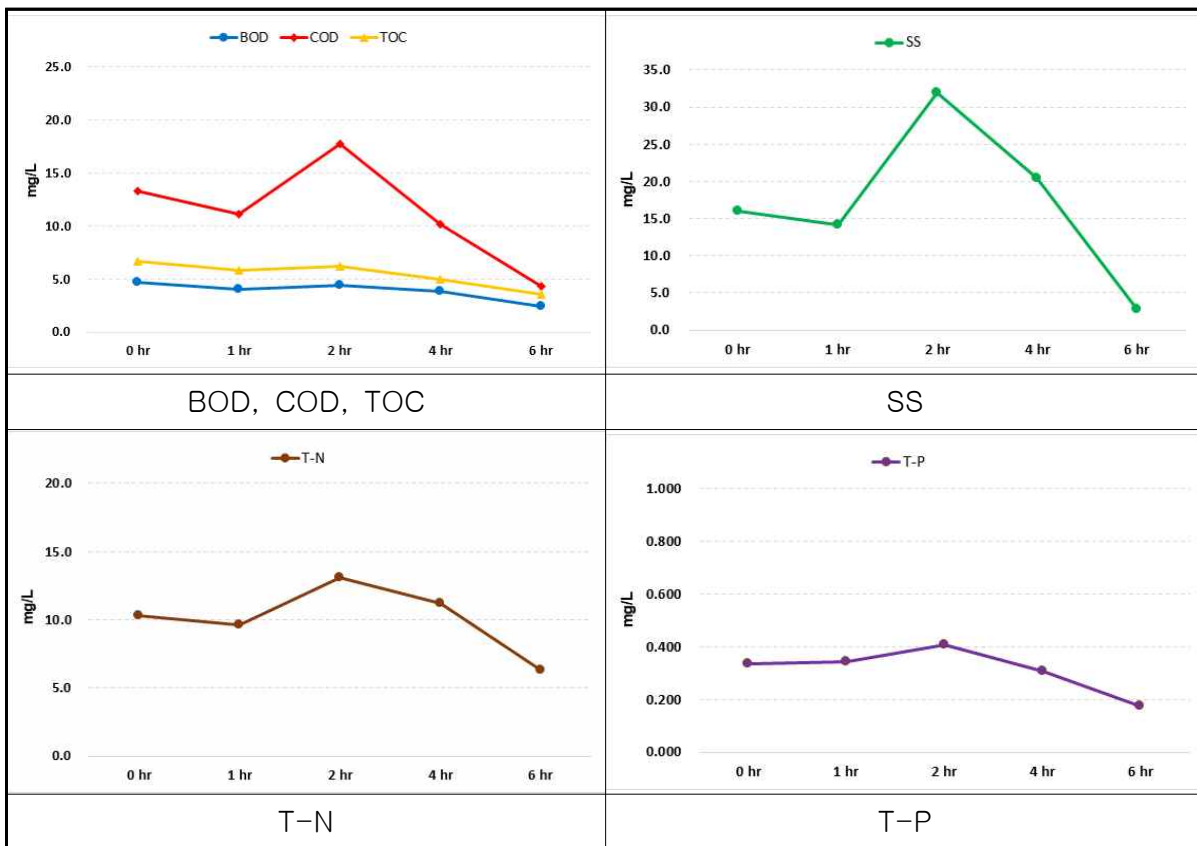 BOD COD TOC
25.0
20.0
15.0
10.0
5.0
0.0
mg/L
0 hr 1 hr 2 hr 4 hr 6 hr
BOD, COD, TOC
SS
35.0
30.0
25.0
20.0
15.0
10.0
5.0
0.0
mg/L
0 hr 1 hr 2 hr 4 hr 6 hr
SS
T-N
20.0
15.0
10.0
5.0
0.0
mg/L
0 hr 1 hr 2 hr 4 hr 6 hr
T-N
T-P
1.000
0.800
0.600
0.400
0.200
0.000
mg/L
0 hr 1 hr 2 hr 4 hr 6 hr
T-P